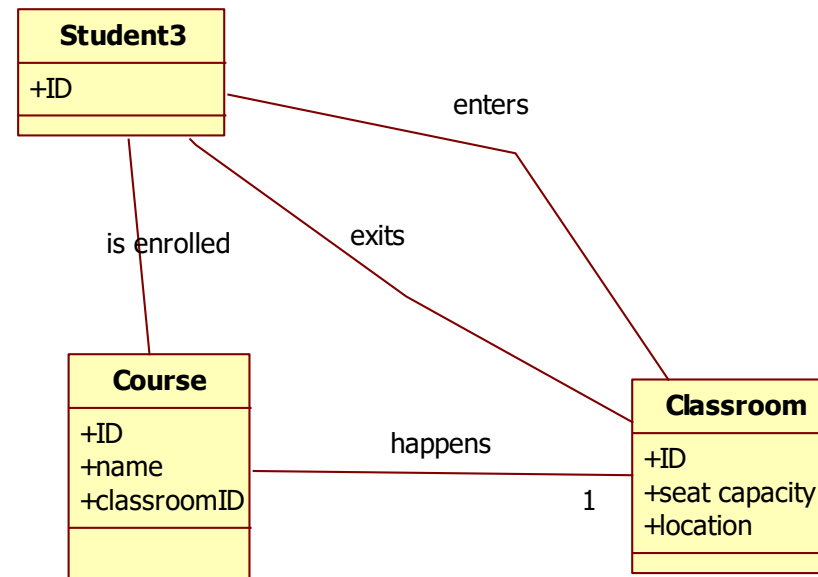 Student3
+ID
enters
exits
is enrolled
Course
+ID
+name
+classroomID
happens
1
Classroom
+ID
+seat capacity
+location